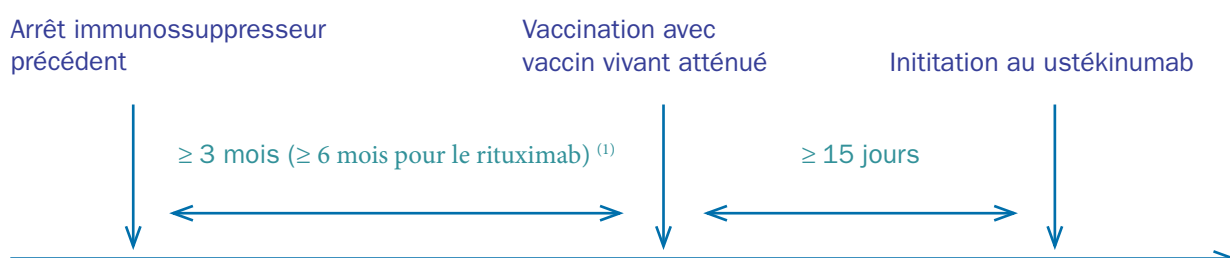 Arrêt immunossuppresseur
précédent
Vaccination avec
vaccin vivant atténué
Inititation au ustékinumab
≥ 3 mois (≥ 6 mois pour le rituximab) (1)
≥ 15 jours